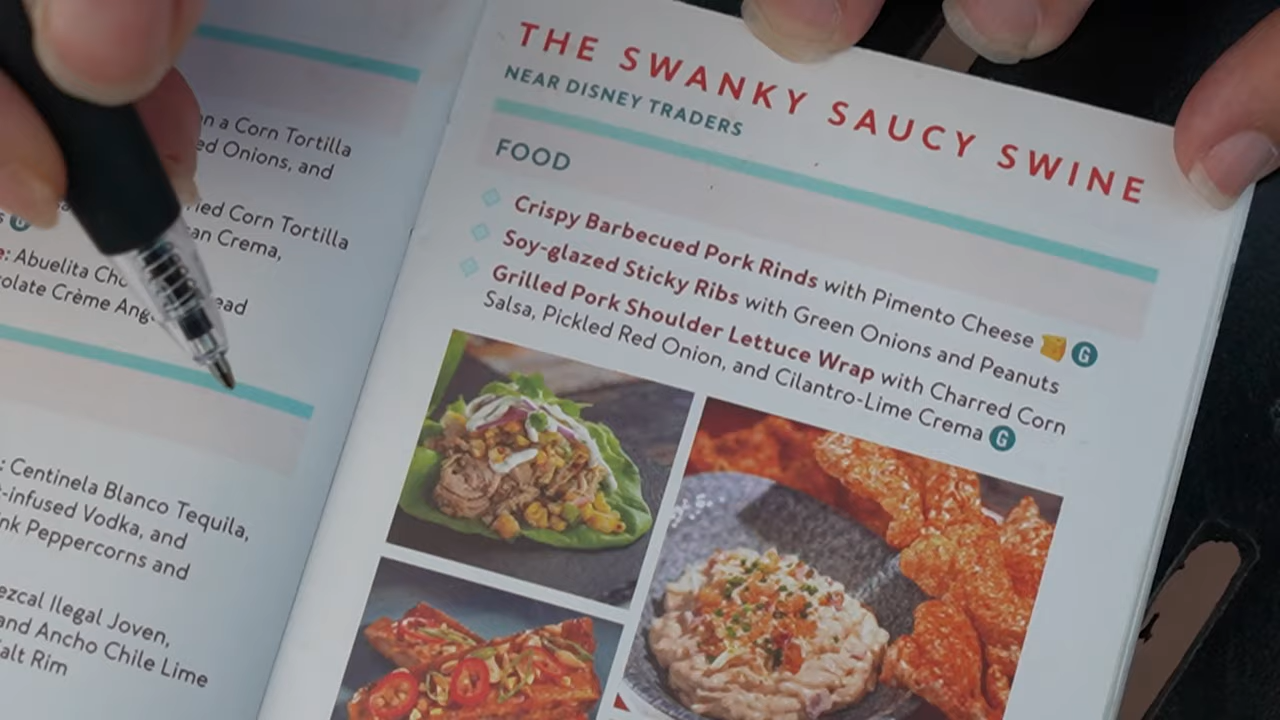 n a Corn Tortilla
ed Onions, and
ried Corn Tortilla
an Crema,
: Abuelita Cho ead
olate Crème Ang
: Centinela Blanco Tequila,
-infused Vodka, and
nk Peppercorns and
ezcal Ilegal Joven,
and Ancho Chile Lime
alt Rim
THE SWANKY SAUCY SWINE
NEAR DISNEY TRADERS
FOOD
Crispy Barbecued Pork Rinds with Pimento Cheese G
Soy-glazed Sticky Ribs with Green Onions and Peanuts
Grilled Pork Shoulder Lettuce Wrap with Charred Corn
Salsa, Pickled Red Onion, and Cilantro-Lime Crema G